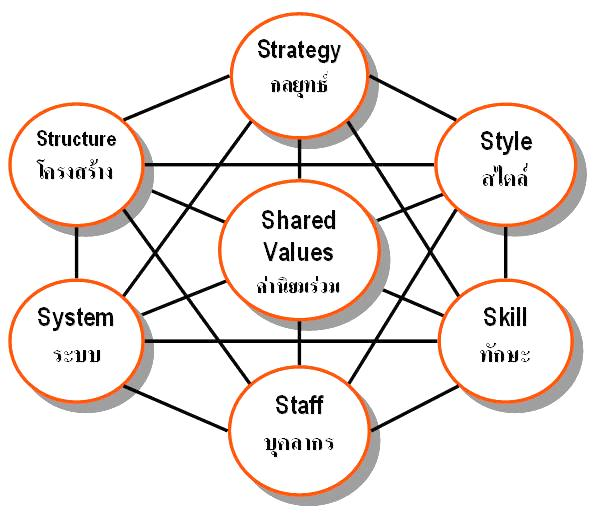 Strategy
กลยุทธ์
Structure
โครงสร้าง
Style
สไตล์
Shared
Values
ค่านิยมร่วม
System
ระบบ
Skill
ทักษะ
Staff
บุคลากร